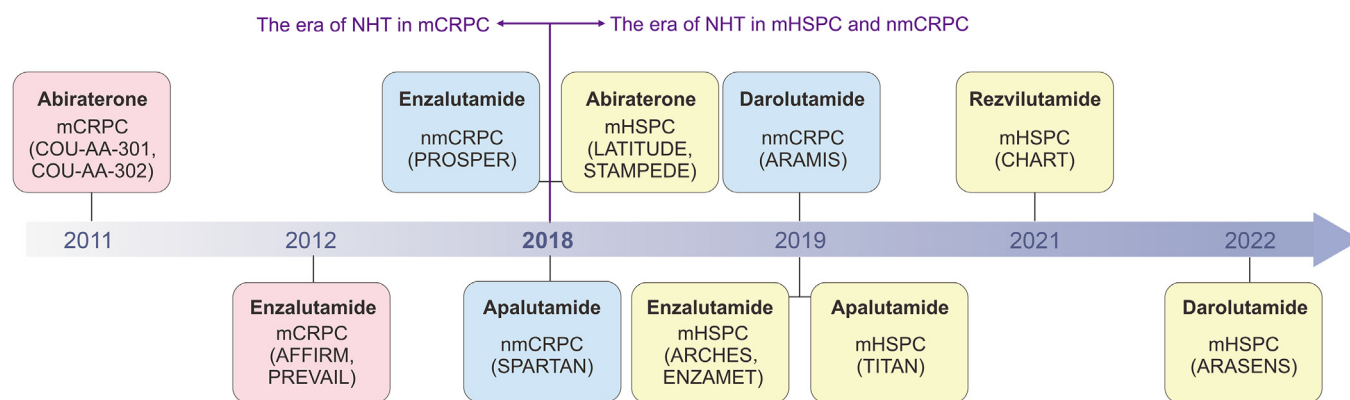 The era of NHT in mCRPC
The era of NHT in mHSPC and nmCRPC
Abiraterone
mCRPC
(COU-AA-301,
COU-AA-302)
Enzalutamide
nmCRPC
(PROSPER)
Abiraterone
mHSPC
(LATITUDE,
STAMPEDE)
Darolutamide
nmCRPC
(ARAMIS)
Rezvilutamide
mHSPC
(CHART)
2011
2012
2018
2019
2021
2022
Enzalutamide
mCRPC
(AFFIRM,
PREVAIL)
Apalutamide
nmCRPC
(SPARTAN)
Enzalutamide
mHSPC
(ARCHES,
ENZAMET)
Apalutamide
mHSPC
(TITAN)
Darolutamide
mHSPC
(ARASENS)